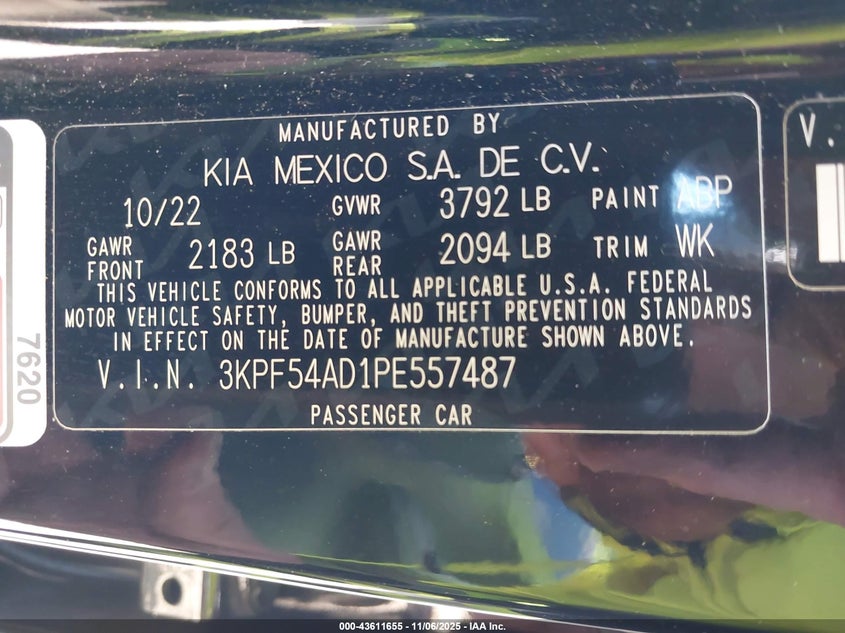 MANUFACTURED BY
KIA MEXICO S.A. DE C.V.
10/22 GVWR 3792 LB PAINT ABP
GAWR FRONT 2183 LB GAWR REAR 2094 LB TRIM WK
THIS VEHICLE CONFORMS TO ALL APPLICABLE U.S.A. FEDERAL
MOTOR VEHICLE SAFETY, BUMPER, AND THEFT PREVENTION STANDARDS
IN EFFECT ON THE DATE OF MANUFACTURE SHOWN ABOVE.
V.I.N. 3KPF54AD1PE557487
PASSENGER CAR
7620
V.
000-43611655 - 11/06/2025 - IAA Inc.